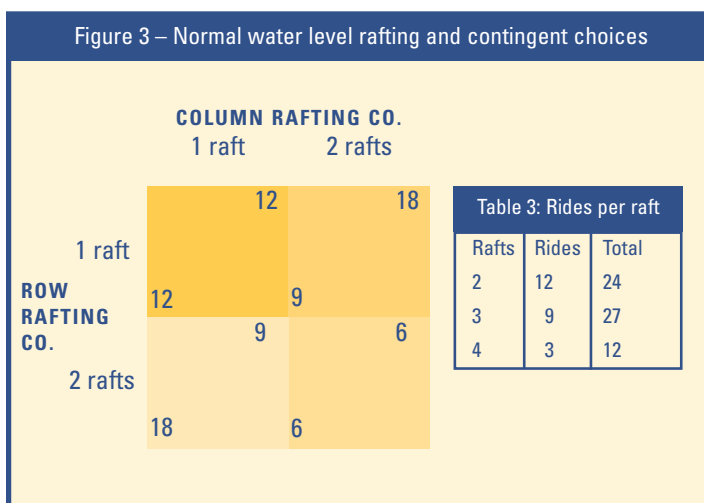 Figure 3 – Normal water level rafting and contingent choices
COLUMN RAFTING CO.
1 raft 2 rafts
12 18
1 raft
ROW
RAFTING
CO.
12 9
9 6
2 rafts
18 6
Table 3: Rides per raft
Rafts Rides Total
2 12 24
3 9 27
4 3 12